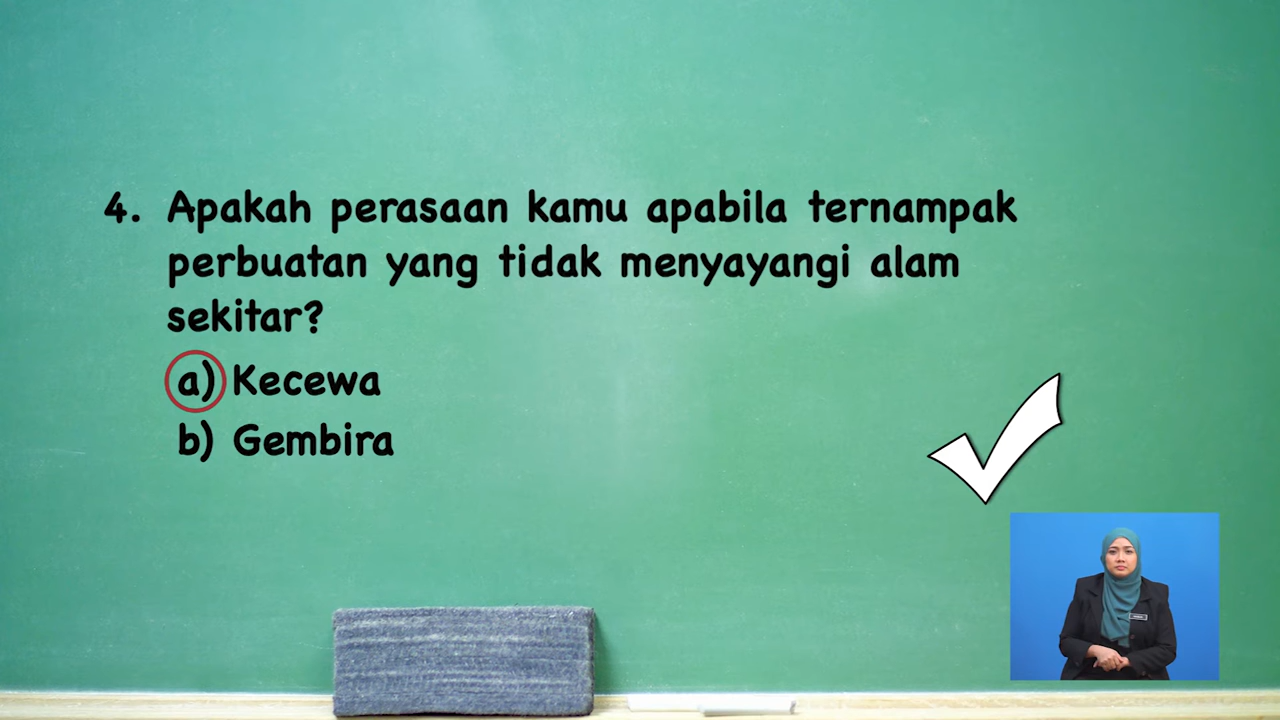 4. Apakah perasaan kamu apabila ternampak
perbuatan yang tidak menyayangi alam
sekitar?
a) Kecewa
b) Gembira